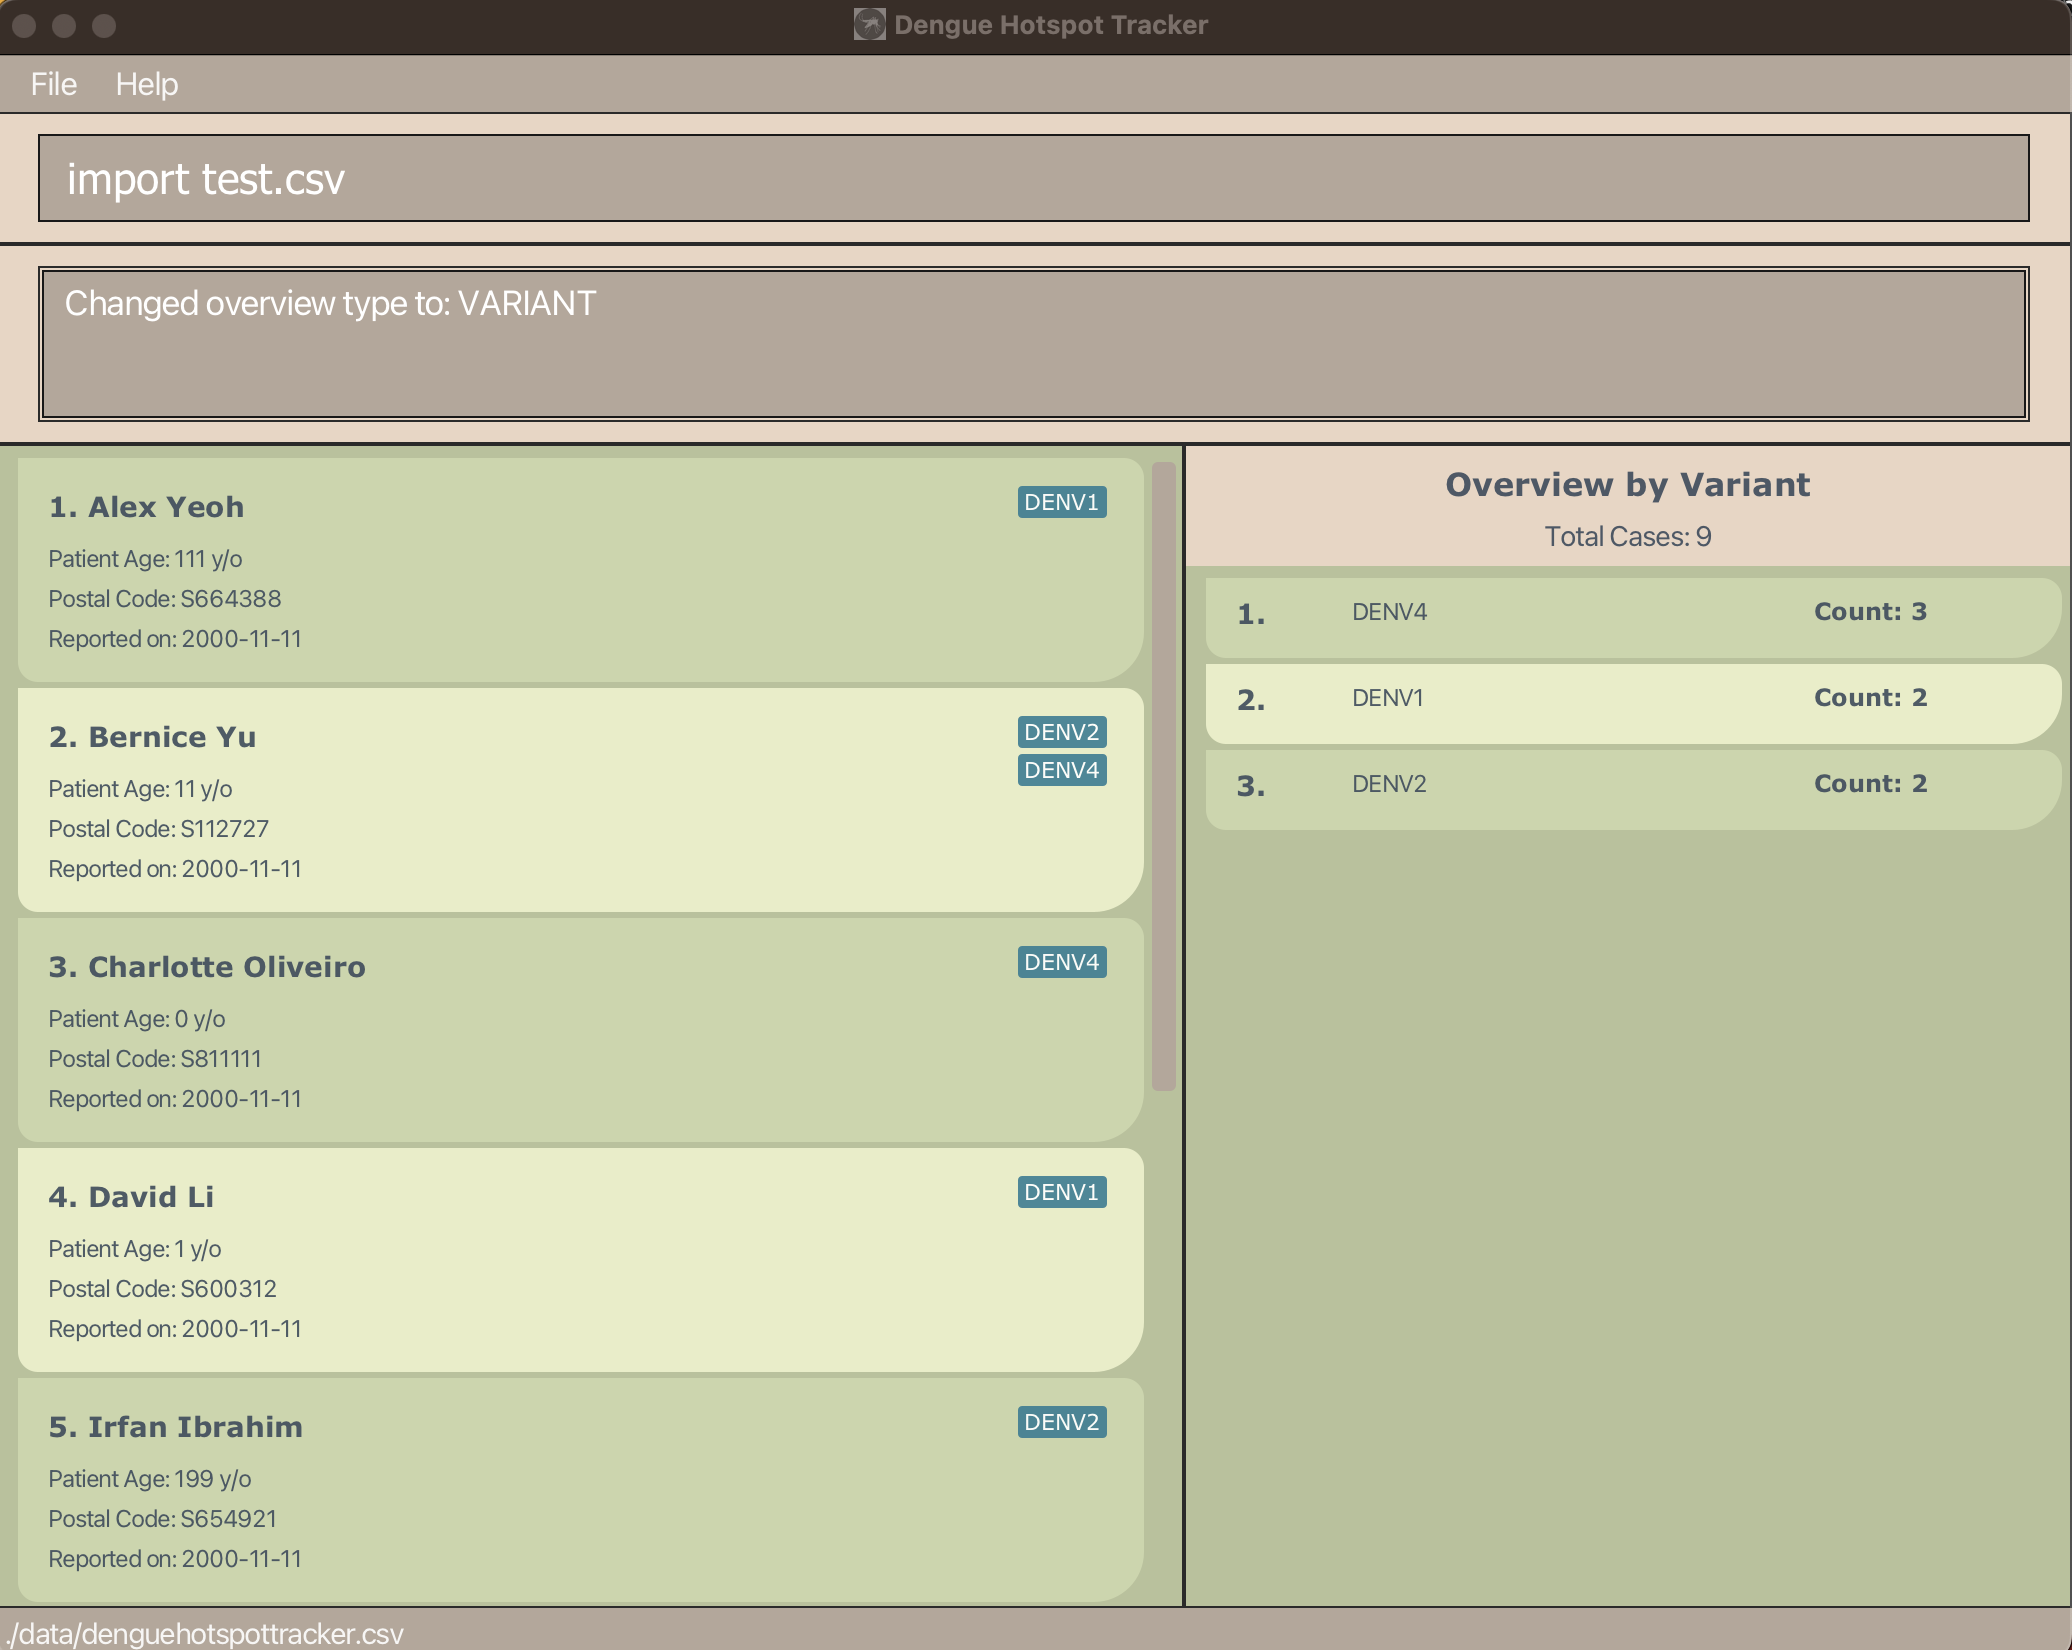 Dengue Hotspot Tracker
File Help
import test.csv
Changed overview type to: VARIANT
1. Alex Yeoh
DENV1
Patient Age: 111 y/o
Postal Code: S664388
Reported on: 2000-11-11
2. Bernice Yu
DENV2
DENV4
Patient Age: 11 y/o
Postal Code: S112727
Reported on: 2000-11-11
3. Charlotte Oliveiro
DENV4
Patient Age: 0 y/o
Postal Code: S811111
Reported on: 2000-11-11
4. David Li
DENV1
Patient Age: 1 y/o
Postal Code: S600312
Reported on: 2000-11-11
5. Irfan Ibrahim
DENV2
Patient Age: 199 y/o
Postal Code: S654921
Reported on: 2000-11-11
Overview by Variant
Total Cases: 9
1. DENV4 Count: 3
2. DENV1 Count: 2
3. DENV2 Count: 2
./data/denguehotspottracker.csv